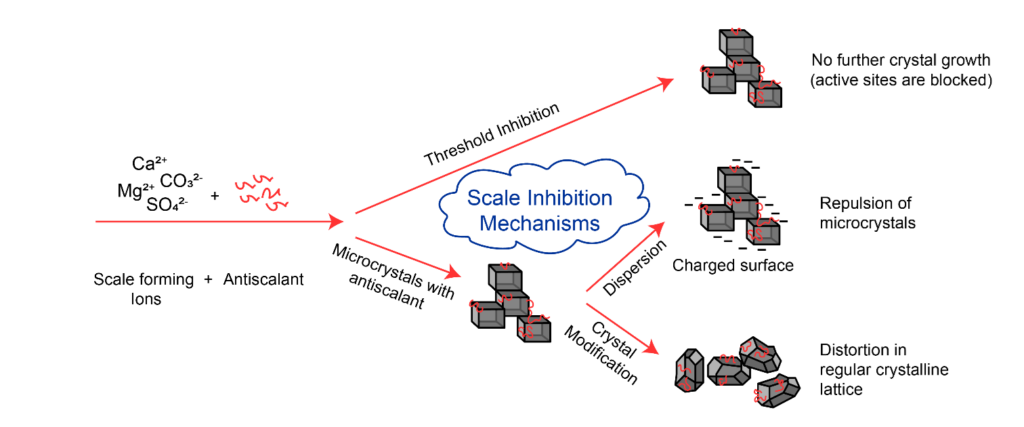 No further crystal growth
(active sites are blocked)
Threshold Inhibition
Ca²⁺
Mg²⁺ CO₃²⁻ +
SO₄²⁻
Scale Inhibition
Mechanisms
Repulsion of
microcrystals
Scale forming + Antiscalant
Ions
Microcrystals with
antiscalant
Dispersion
Charged surface
Crystal
Modification
Distortion in
regular crystalline
lattice